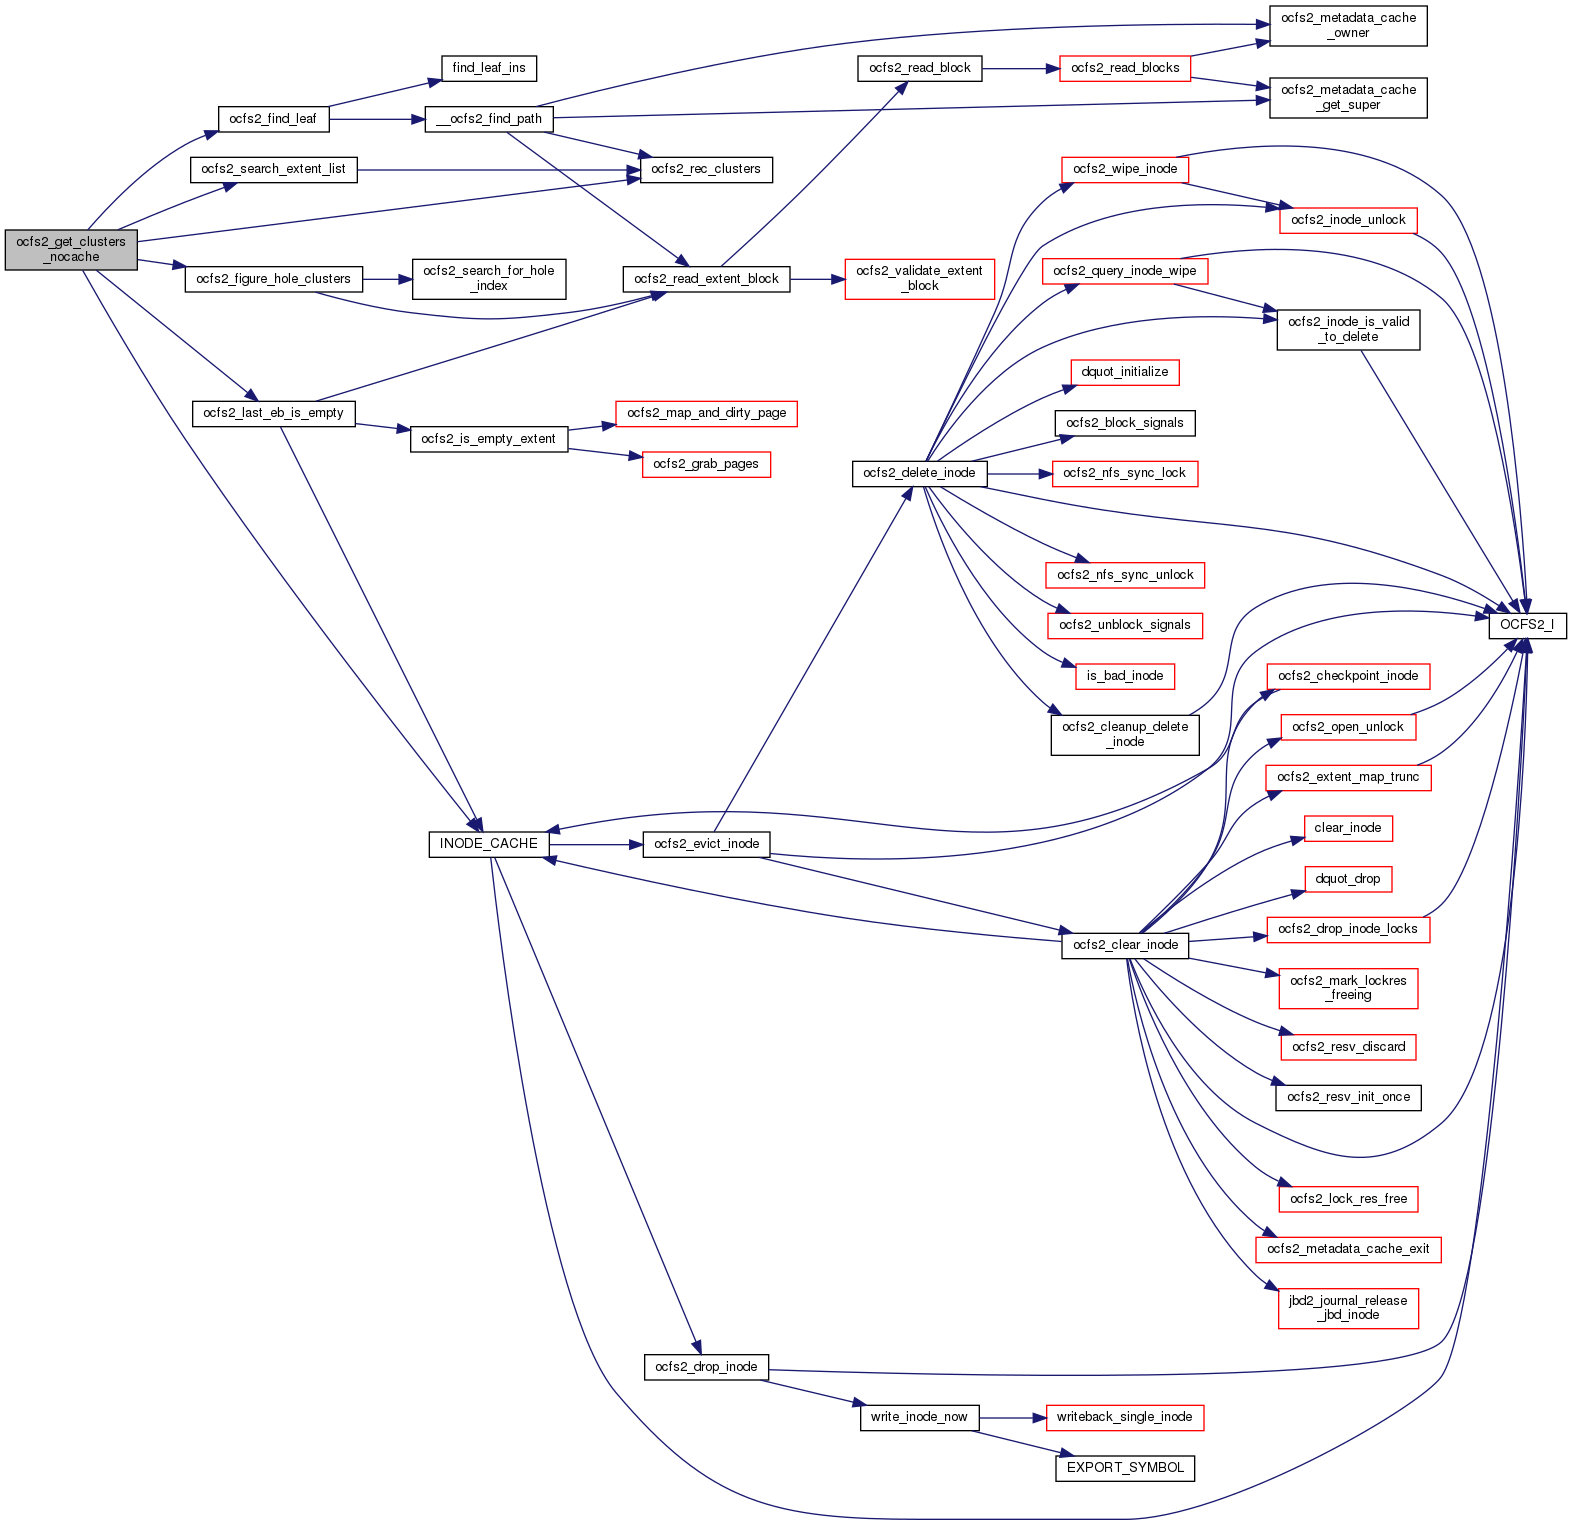 ocfs2_get_clusters
_nocache
ocfs2_find_leaf
ocfs2_search_extent_list
ocfs2_figure_hole_clusters
ocfs2_last_eb_is_empty
find_leaf_ins
__ocfs2_find_path
ocfs2_search_for_hole
_index
ocfs2_is_empty_extent
INODE_CACHE
ocfs2_rec_clusters
ocfs2_read_extent_block
ocfs2_map_and_dirty_page
ocfs2_grab_pages
ocfs2_evict_inode
ocfs2_drop_inode
ocfs2_read_block
ocfs2_validate_extent
_block
ocfs2_delete_inode
write_inode_now
ocfs2_read_blocks
ocfs2_wipe_inode
ocfs2_query_inode_wipe
dquot_initialize
ocfs2_block_signals
ocfs2_nfs_sync_lock
ocfs2_nfs_sync_unlock
ocfs2_unblock_signals
is_bad_inode
ocfs2_cleanup_delete
_inode
ocfs2_clear_inode
writeback_single_inode
EXPORT_SYMBOL
ocfs2_metadata_cache
_owner
ocfs2_metadata_cache
_get_super
ocfs2_inode_unlock
ocfs2_inode_is_valid
_to_delete
ocfs2_checkpoint_inode
ocfs2_open_unlock
ocfs2_extent_map_trunc
clear_inode
dquot_drop
ocfs2_drop_inode_locks
ocfs2_mark_lockres
_freeing
ocfs2_resv_discard
ocfs2_resv_init_once
ocfs2_lock_res_free
ocfs2_metadata_cache_exit
jbd2_journal_release
_jbd_inode
OCFS2_I